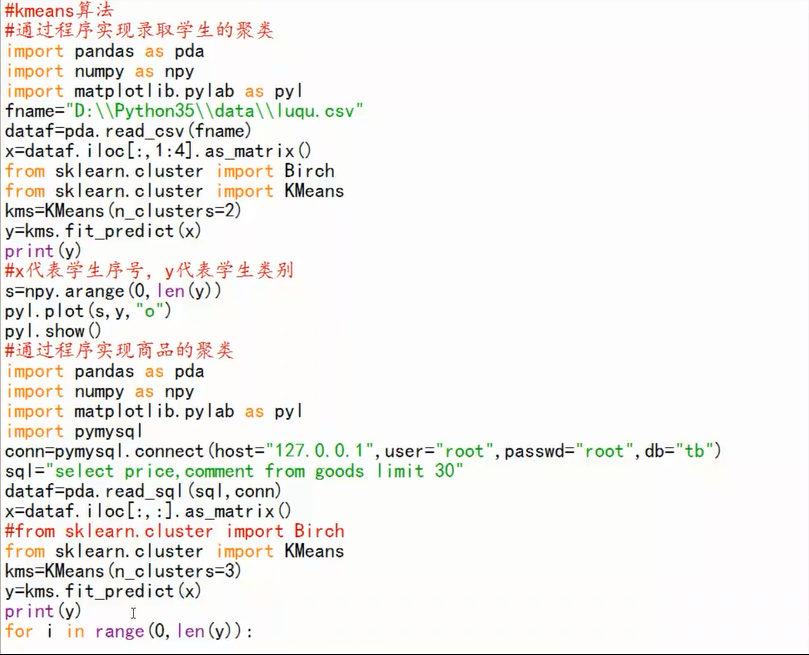 #kmeans算法
#通过程序实现录取学生的聚类
import pandas as pda
import numpy as npy
import matplotlib.pylab as pyl
fname="D:\\Python35\\data\\luqu.csv"
dataf=pda.read_csv(fname)
x=dataf.iloc[:,1:4].as_matrix()
from sklearn.cluster import Birch
from sklearn.cluster import KMeans
kms=KMeans(n_clusters=2)
y=kms.fit_predict(x)
print(y)
#x代表学生序号，y代表学生类别
s=npy.arange(0,len(y))
pyl.plot(s,y,"o")
pyl.show()
#通过程序实现商品的聚类
import pandas as pda
import numpy as npy
import matplotlib.pylab as pyl
import pymysql
conn=pymysql.connect(host="127.0.0.1",user="root",passwd="root",db="tb")
sql="select price,comment from goods limit 30"
dataf=pda.read_sql(sql,conn)
x=dataf.iloc[:,:].as_matrix()
#from sklearn.cluster import Birch
from sklearn.cluster import KMeans
kms=KMeans(n_clusters=3)
y=kms.fit_predict(x)
print(y)
for i in range(0,len(y)):